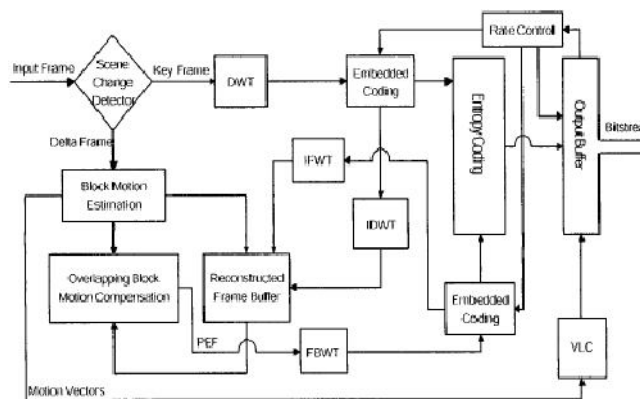 Rate Control
Input Frame
Scene
Change
Detector
Key Frame
DWT
Embedded
Coding
Entropy Coding
Output Buffer
Bitstrea
Delta Frame
IFWT
Block Motion
Estimation
IDWT
Overlapping Block
Motion Compensation
Reconstructed
Frame Buffer
Embedded
Coding
PEF
FBWT
VLC
Motion Vectors